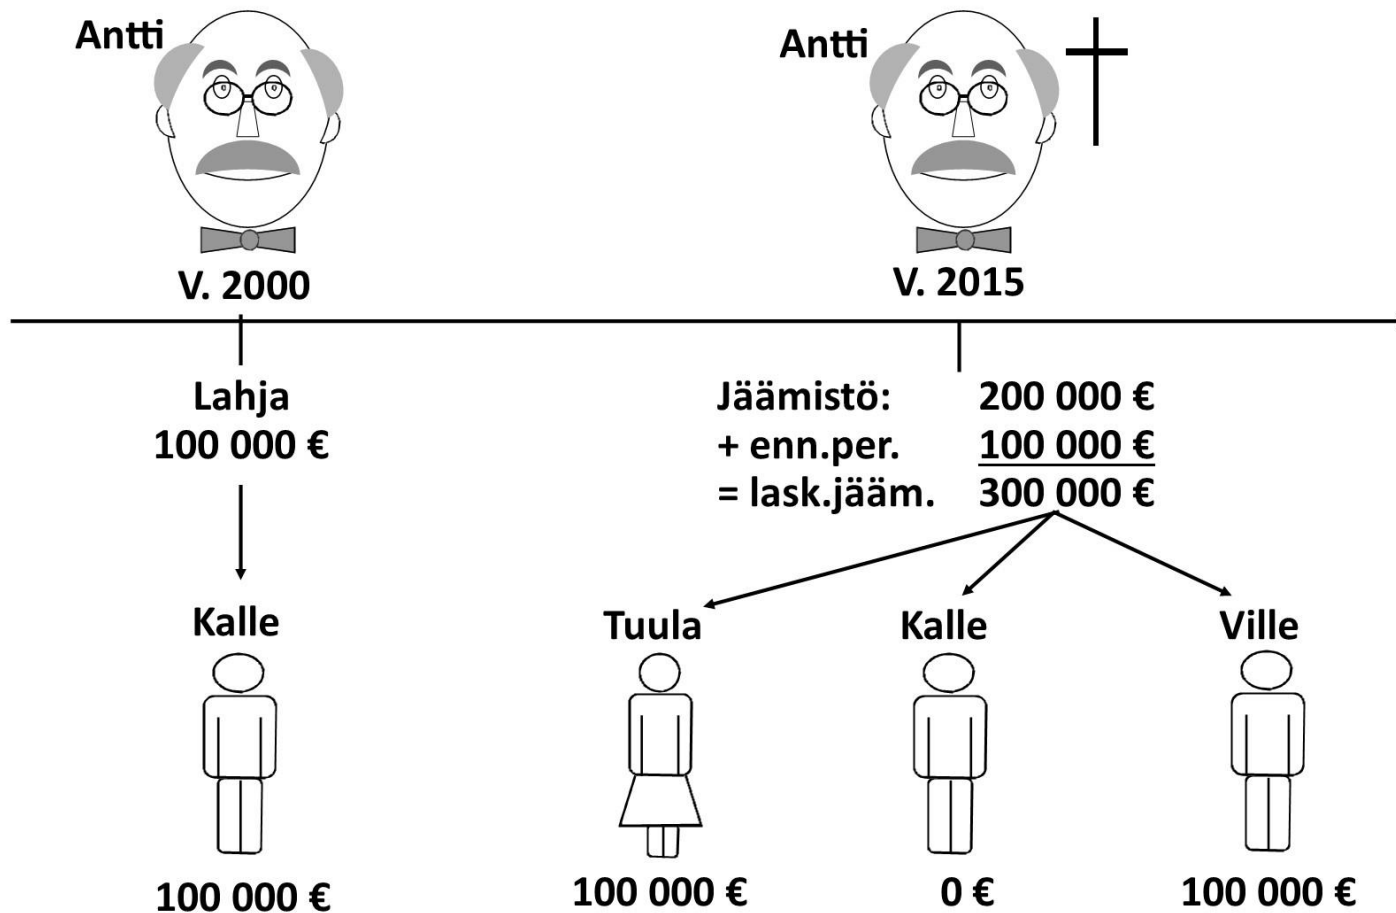 Antti
V. 2000
Lahja
100 000 €
Kalle
100 000 €
Antti
V. 2015
Jäämistö: 200 000 €
+ enn.per. 100 000 €
= lask.jääm. 300 000 €
Tuula Kalle Ville
100 000 € 0 € 100 000 €